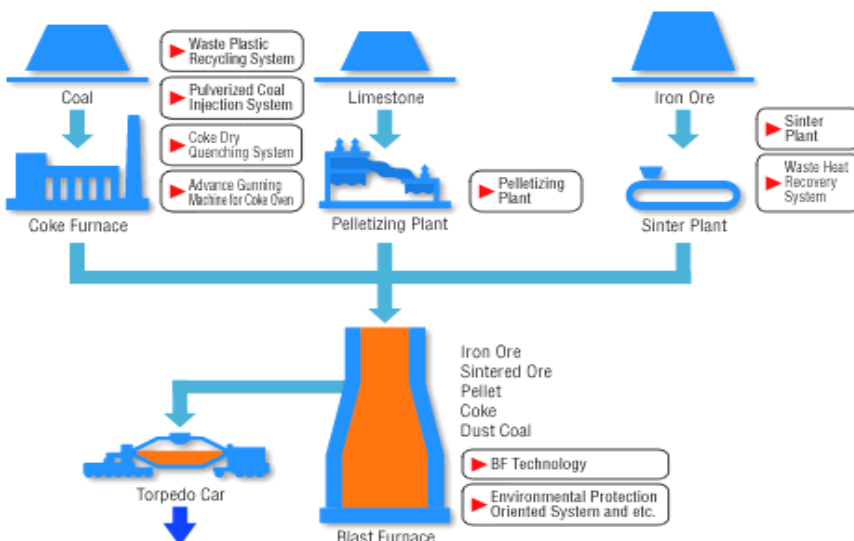 Waste Plastic
Recycling System
Coal
Pulverized Coal
Injection System
Limestone
Iron Ore
Coke Dry
Quenching System
Sinter
Plant
Advance Gunning
Machine for Coke Oven
Pelletizing
Plant
Waste Heat
Recovery
System
Coke Furnace
Pelletizing Plant
Sinter Plant
Iron Ore
Sintered Ore
Pellet
Coke
Dust Coal
BF Technology
Torpedo Car
Environmental Protection
Oriented System and etc.
Blast Furnace